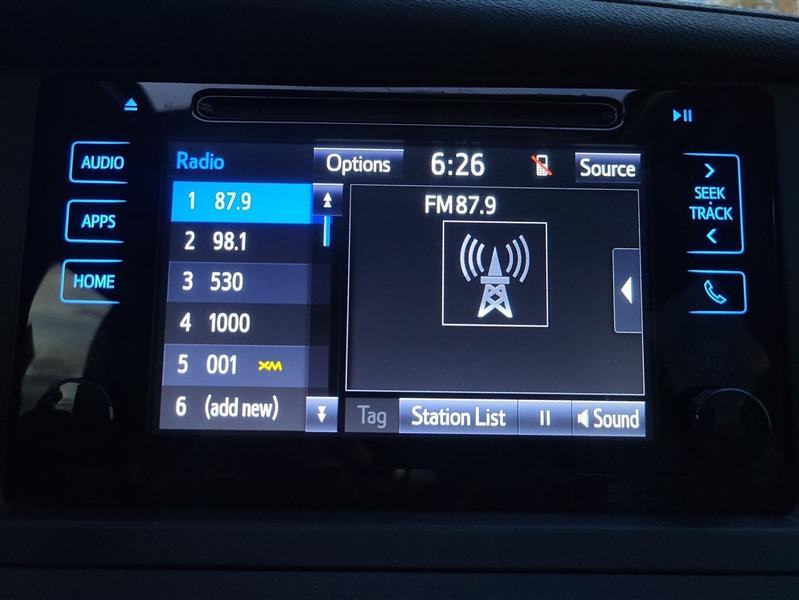 AUDIO
APPS
HOME
Radio
Options
6:26
Source
1 87.9
2 98.1
3 530
4 1000
5 001 XM
6 (add new)
FM 87.9
Tag
Station List
Sound
SEEK
TRACK